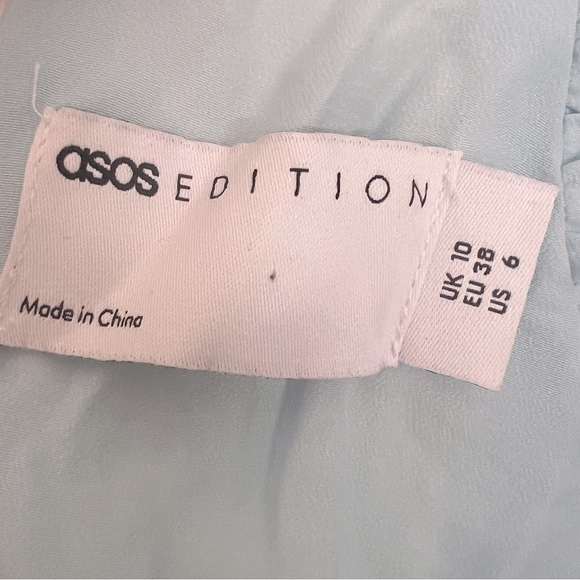 asos EDITION
Made in China
UK 10
EU 38
US 6